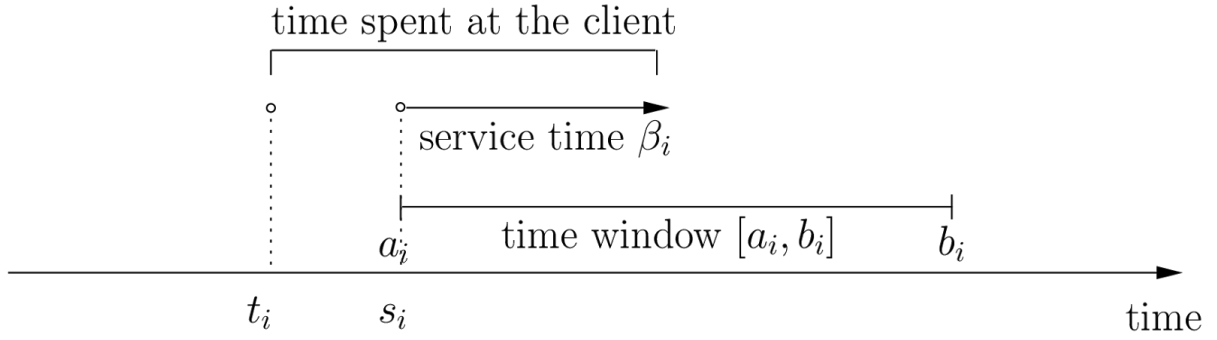 time spent at the client
service time βᵢ
time window [aᵢ, bᵢ]
aᵢ
bᵢ
tᵢ
sᵢ
time